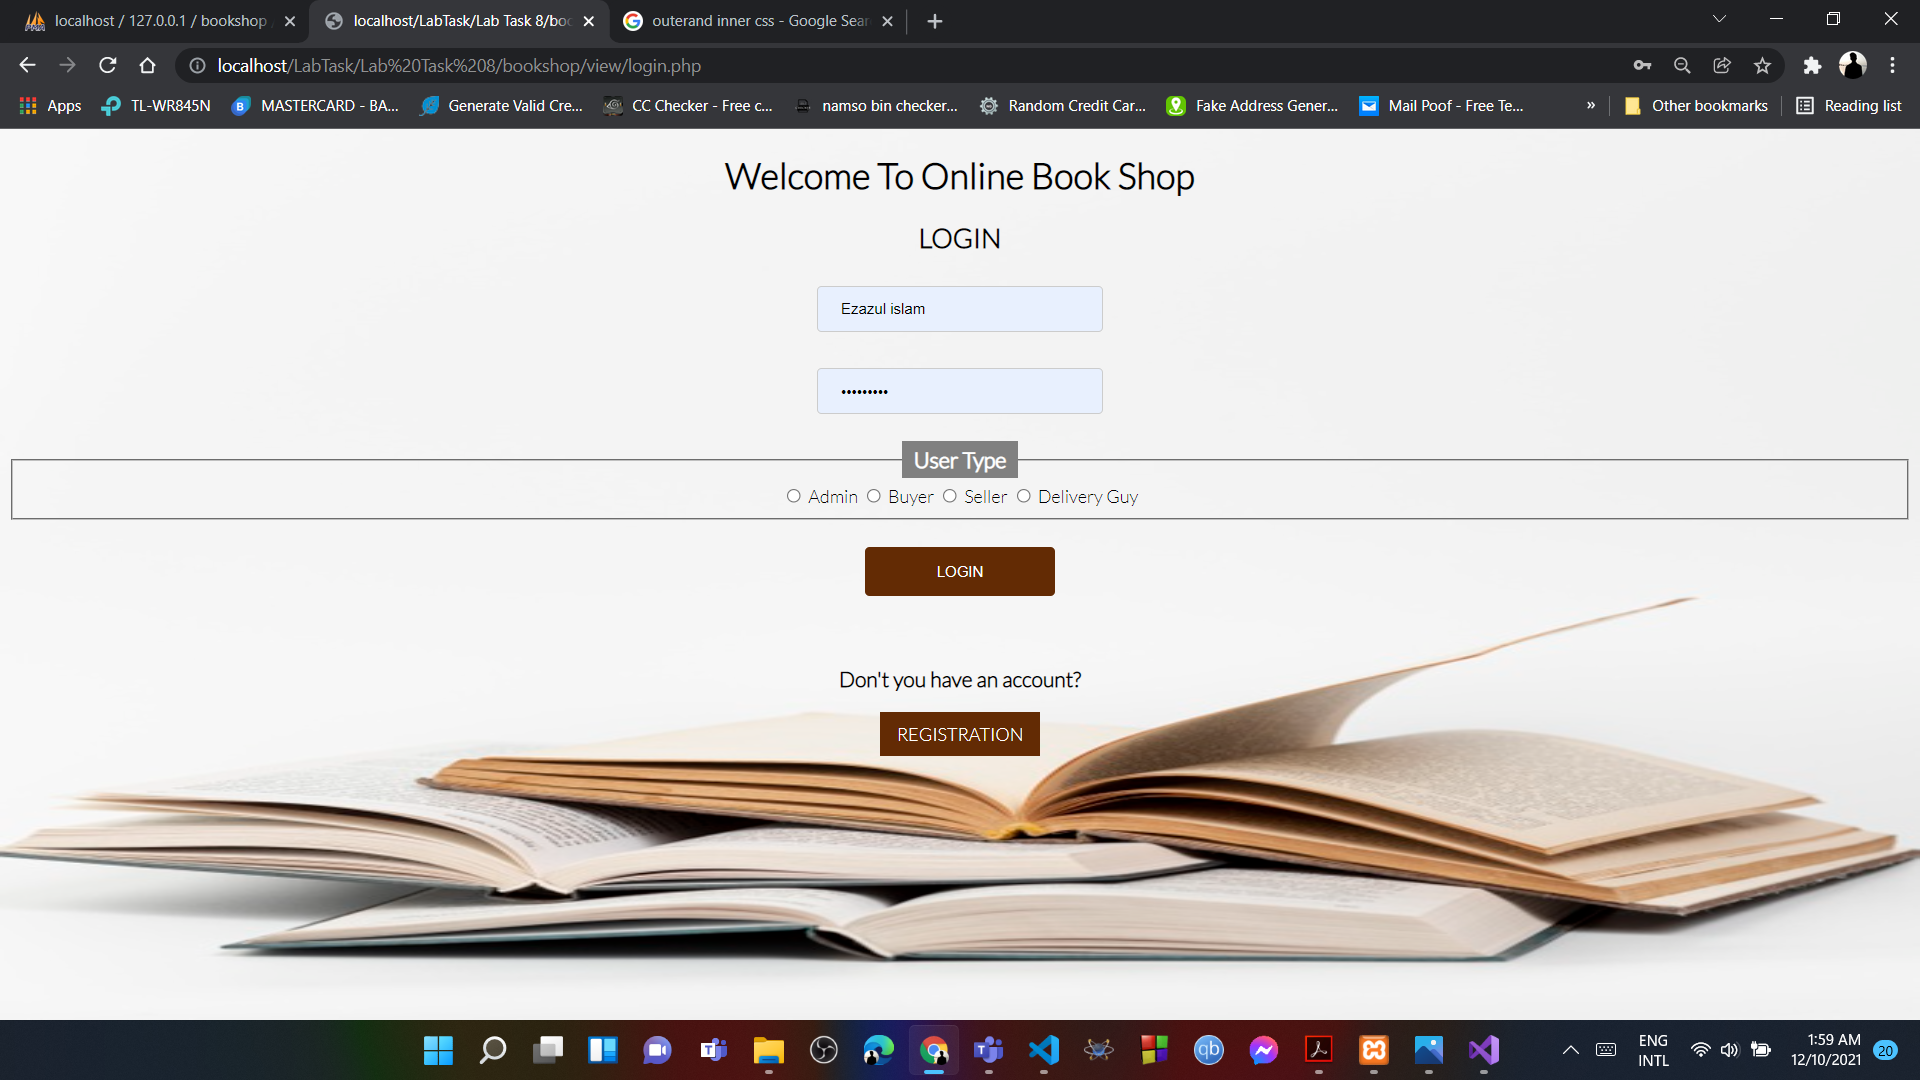 localhost / 127.0.0.1 / bookshop
localhost/LabTask/Lab Task 8/boo
outerand inner css - Google Sear
localhost/LabTask/Lab%20Task%208/bookshop/view/login.php
Apps
TL-WR845N
MASTERCARD - BA...
Generate Valid Cre...
CC Checker - Free c...
namso bin checker...
Random Credit Car...
Fake Address Gener...
Mail Poof - Free Te...
»
Other bookmarks
Reading list
Welcome To Online Book Shop
LOGIN
Ezazul islam
•••••••••
User Type
Admin Buyer Seller Delivery Guy
LOGIN
Don't you have an account?
REGISTRATION
ENG
INTL
1:59 AM
12/10/2021
20